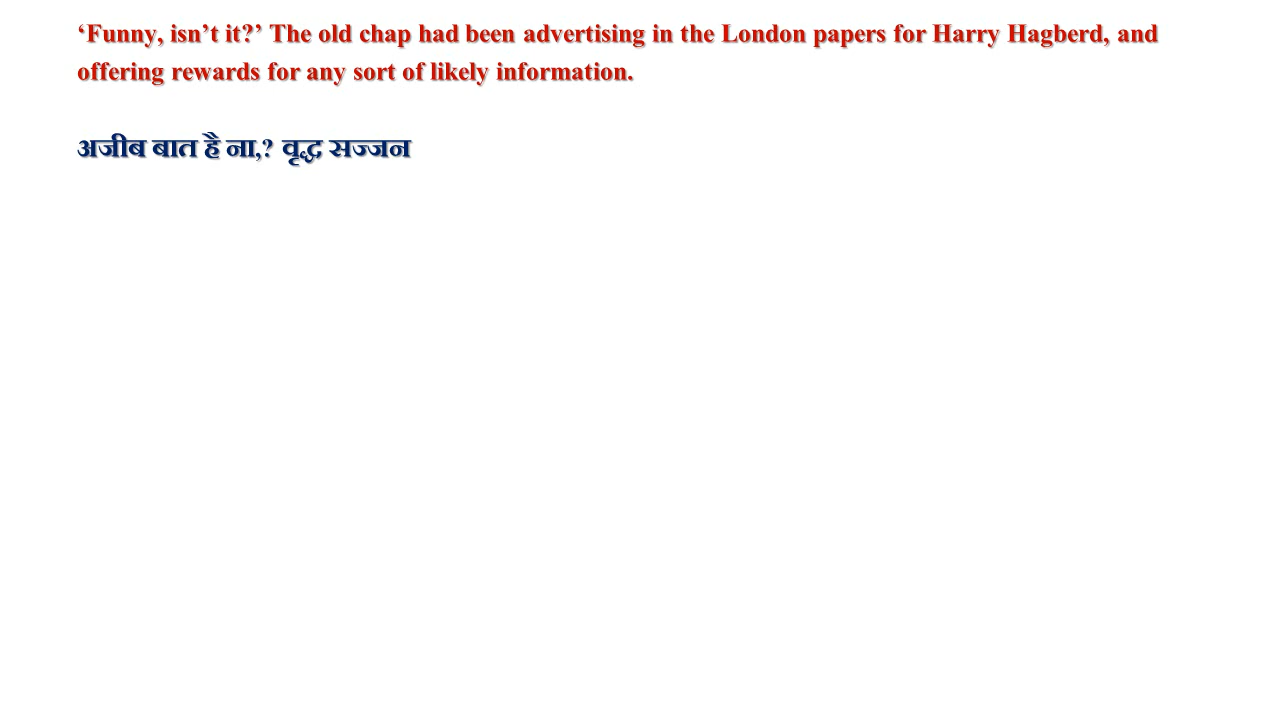 ‘Funny, isn’t it?’ The old chap had been advertising in the London papers for Harry Hagberd, and
offering rewards for any sort of likely information.
अजीब बात है ना,? वृद्ध सज्जन